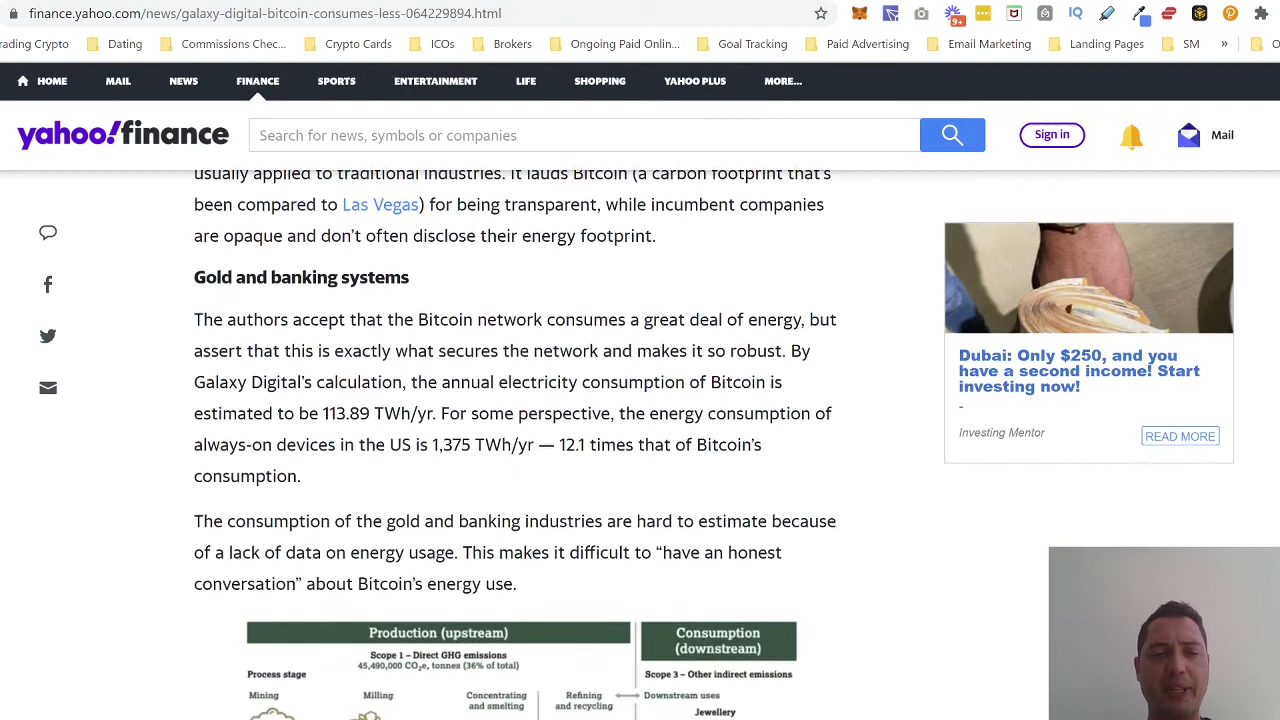 finance.yahoo.com/news/galaxy-digital-bitcoin-consumes-less-064229894.html
9+
IQ
rading Crypto
Dating
Commissions Chec...
Crypto Cards
ICOs
Brokers
Ongoing Paid Onlin...
Goal Tracking
Paid Advertising
Email Marketing
Landing Pages
SM
»
HOME
MAIL
NEWS
FINANCE
SPORTS
ENTERTAINMENT
LIFE
SHOPPING
YAHOO PLUS
MORE...
yahoo!finance
Search for news, symbols or companies
Sign in
Mail
usually applied to traditional industries. It lauds Bitcoin (a carbon footprint that's
been compared to Las Vegas) for being transparent, while incumbent companies
are opaque and don't often disclose their energy footprint.
Gold and banking systems
The authors accept that the Bitcoin network consumes a great deal of energy, but
assert that this is exactly what secures the network and makes it so robust. By
Galaxy Digital's calculation, the annual electricity consumption of Bitcoin is
estimated to be 113.89 TWh/yr. For some perspective, the energy consumption of
always-on devices in the US is 1,375 TWh/yr — 12.1 times that of Bitcoin's
consumption.
The consumption of the gold and banking industries are hard to estimate because
of a lack of data on energy usage. This makes it difficult to “have an honest
conversation” about Bitcoin's energy use.
Dubai: Only $250, and you
have a second income! Start
investing now!
-
Investing Mentor
READ MORE
Production (upstream)
Consumption
(downstream)
Scope 1 – Direct GHG emissions
45,490,000 CO₂e, tonnes (36% of total)
Scope 3 – Other indirect emissions
Process stage
Mining
Milling
Concentrating
and smelting
Refining
and recycling
Downstream uses
Jewellery